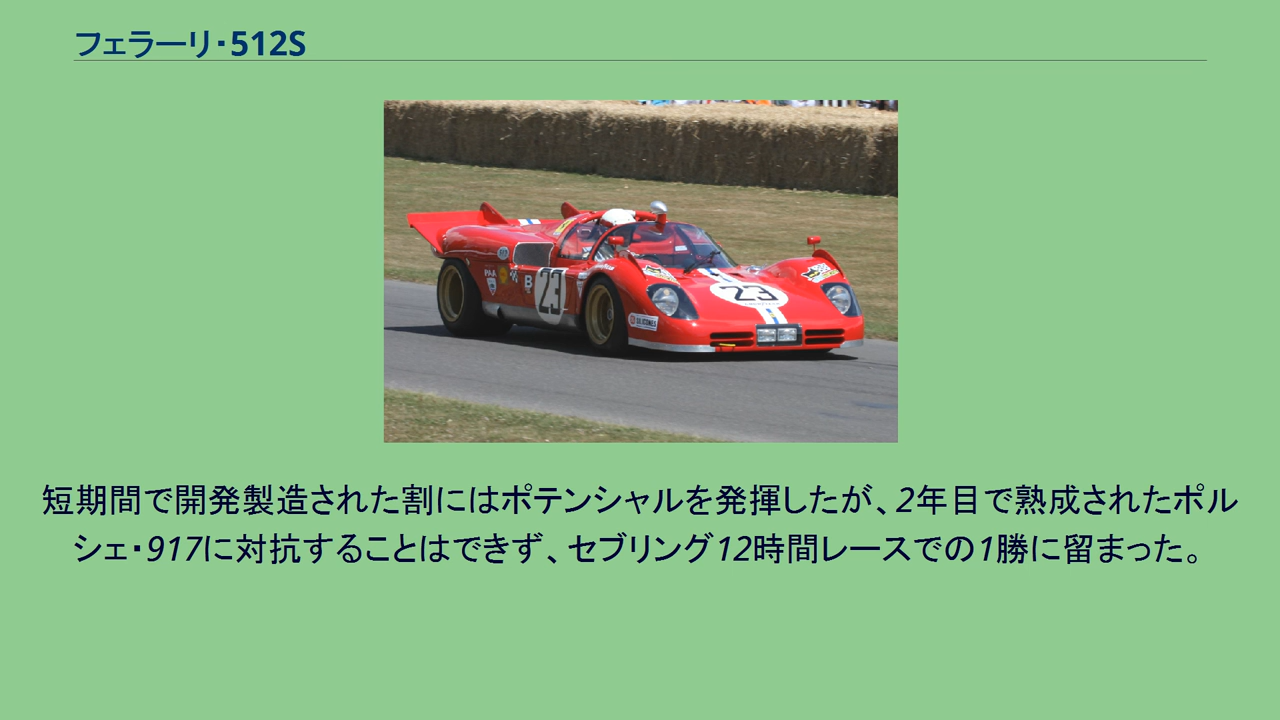 フェラーリ・512S
23
23
B
短期間で開発製造された割にはポテンシャルを発揮したが、2年目で熟成されたポル
シェ・917に対抗することはできず、セブリング12時間レースでの1勝に留まった。